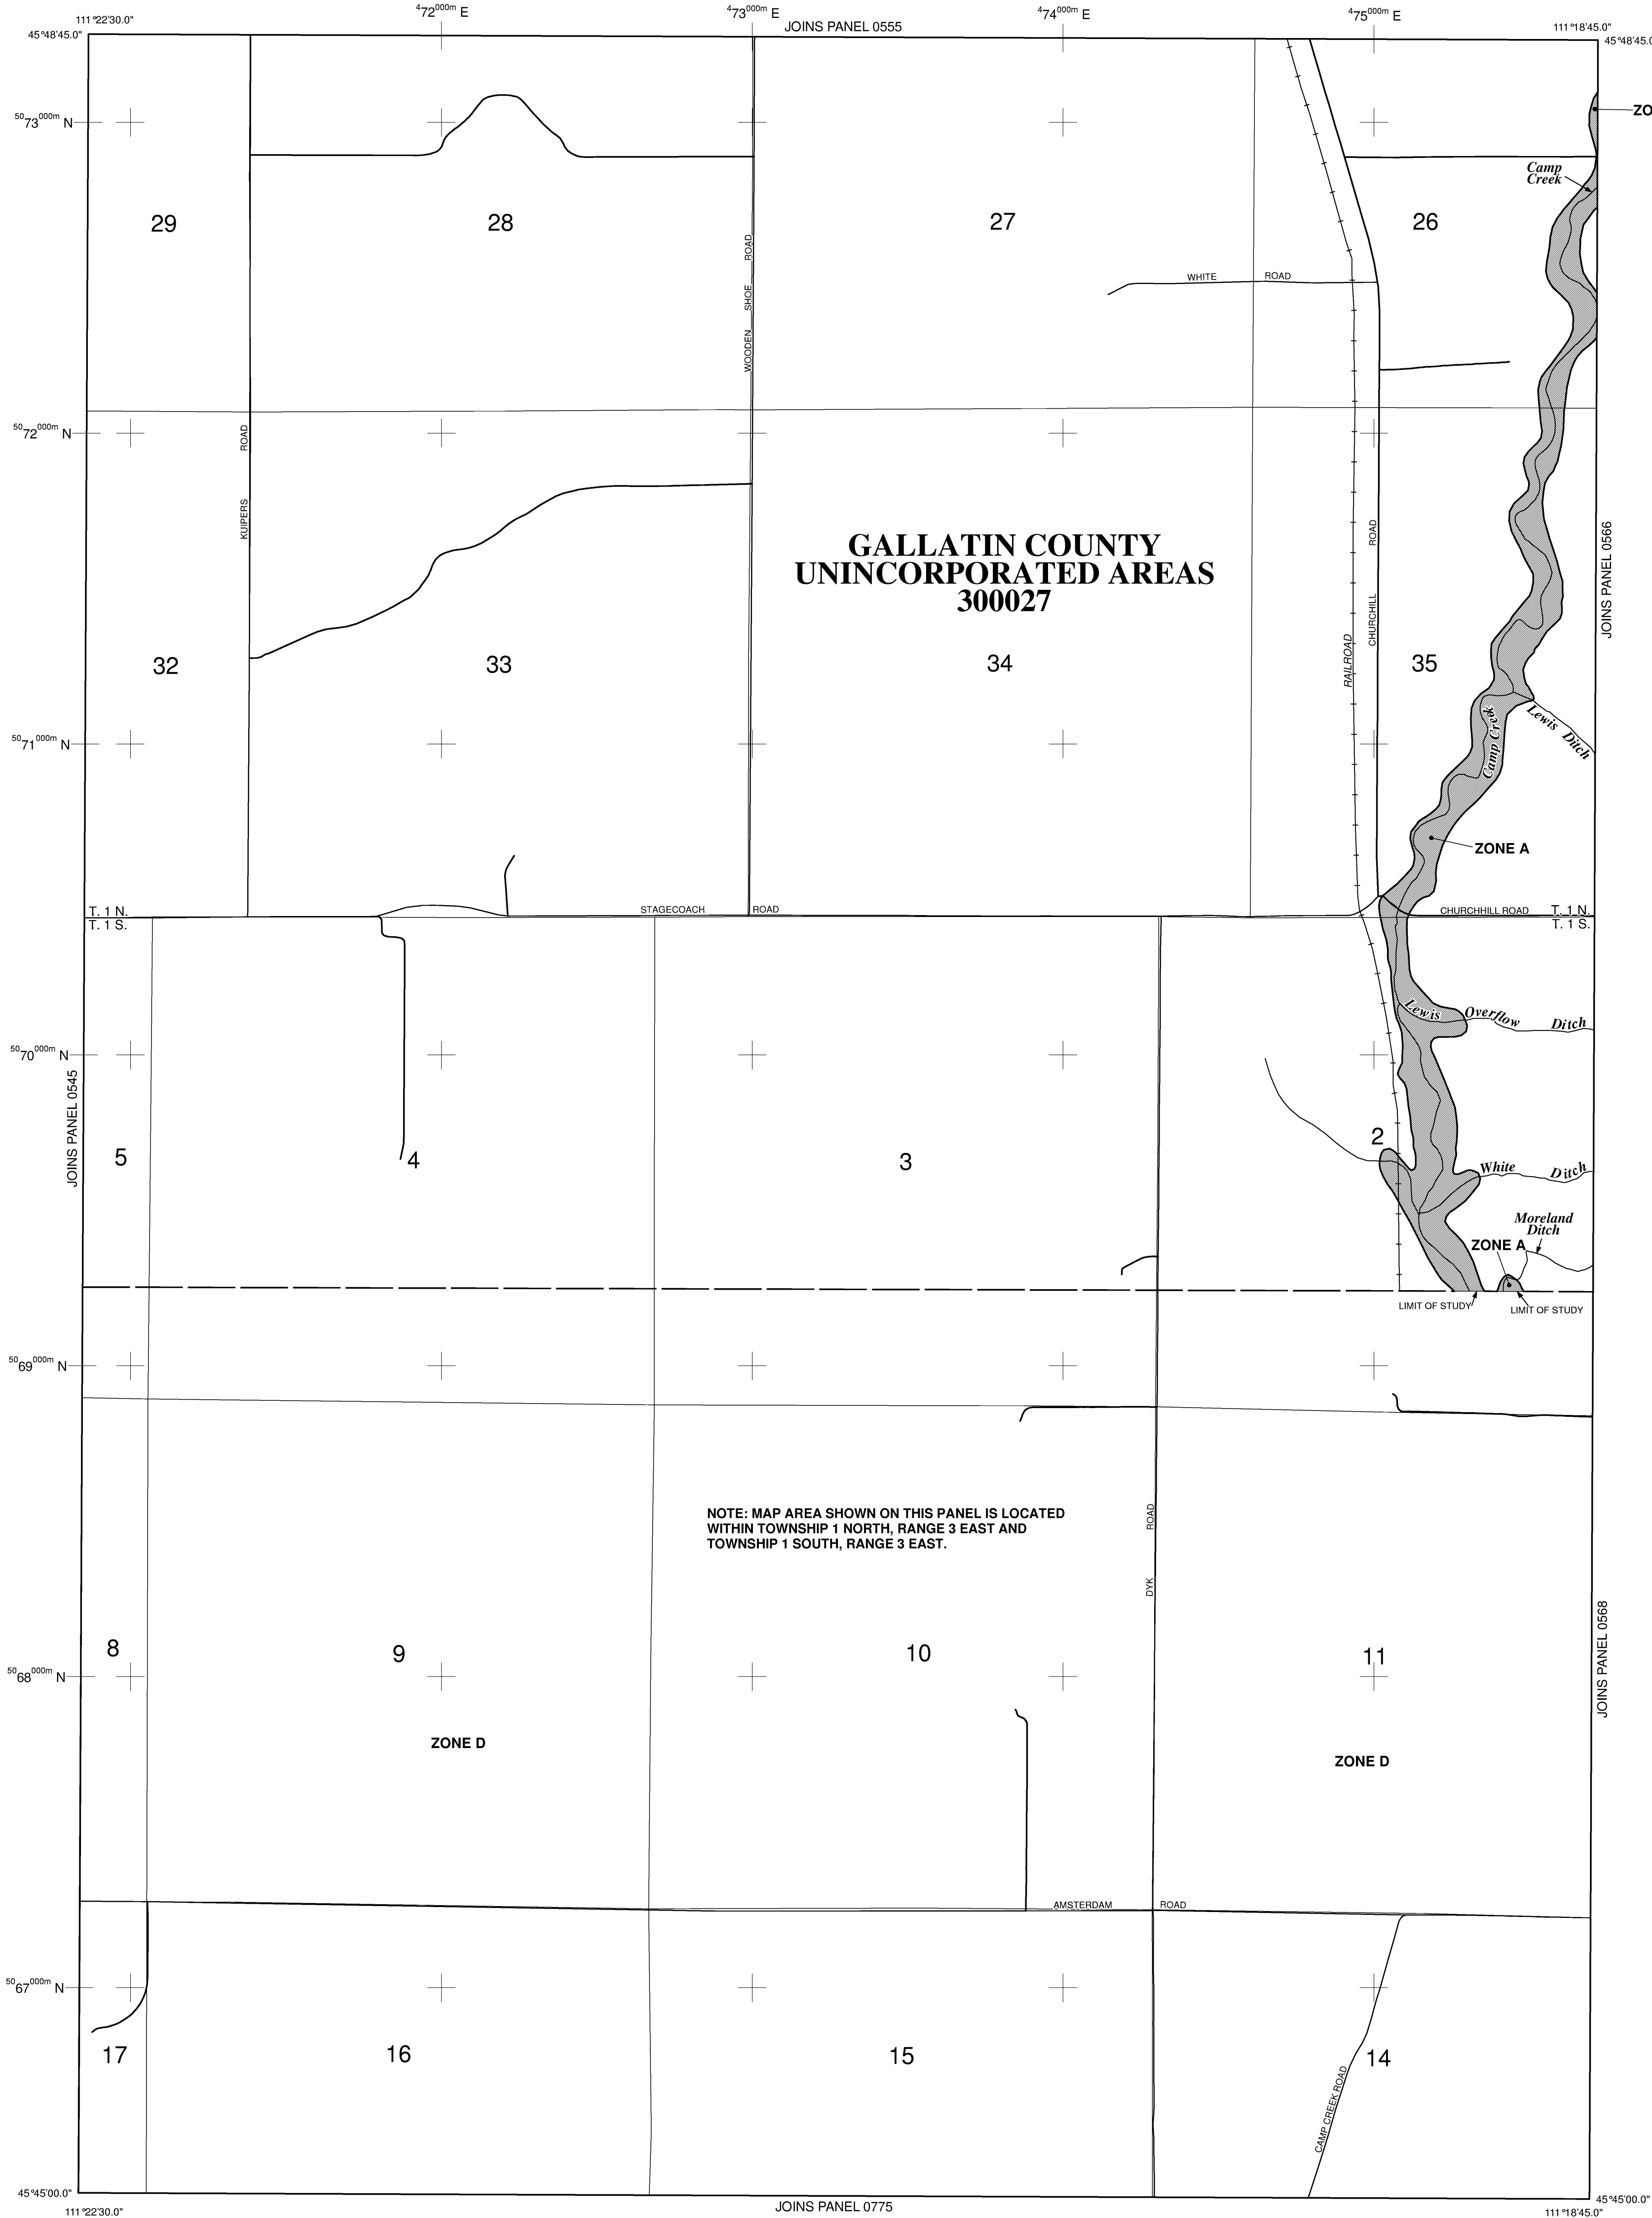 472000m E
473000m E
474000m E
475000m E
111°22'30.0"
JOINS PANEL 0555
111°18'45.0"
45°48'45.0"
45°48'45.0
5073000m N
ZO
Camp
Creek
29
28
27
26
WOODEN SHOE ROAD
WHITE ROAD
5072000m N
KUIPERS ROAD
GALLATIN COUNTY
UNINCORPORATED AREAS
300027
CHURCHILL ROAD
JOINS PANEL 0566
RAILROAD
32
33
34
35
5071000m N
Camp Creek
Lewis Ditch
ZONE A
T. 1 N.
T. 1 S.
STAGECOACH ROAD
CHURCHHILL ROAD
T. 1 N.
T. 1 S.
Lewis Overflow Ditch
5070000m N
JOINS PANEL 0545
5
4
3
2
White Ditch
Moreland
Ditch
ZONE A
LIMIT OF STUDY
LIMIT OF STUDY
5069000m N
NOTE: MAP AREA SHOWN ON THIS PANEL IS LOCATED
WITHIN TOWNSHIP 1 NORTH, RANGE 3 EAST AND
TOWNSHIP 1 SOUTH, RANGE 3 EAST.
DYK ROAD
JOINS PANEL 0568
8
9
10
11
5068000m N
ZONE D
ZONE D
AMSTERDAM ROAD
5067000m N
17
16
15
14
CAMP CREEK ROAD
45°45'00.0"
45°45'00.0"
111°22'30.0"
JOINS PANEL 0775
111°18'45.0"